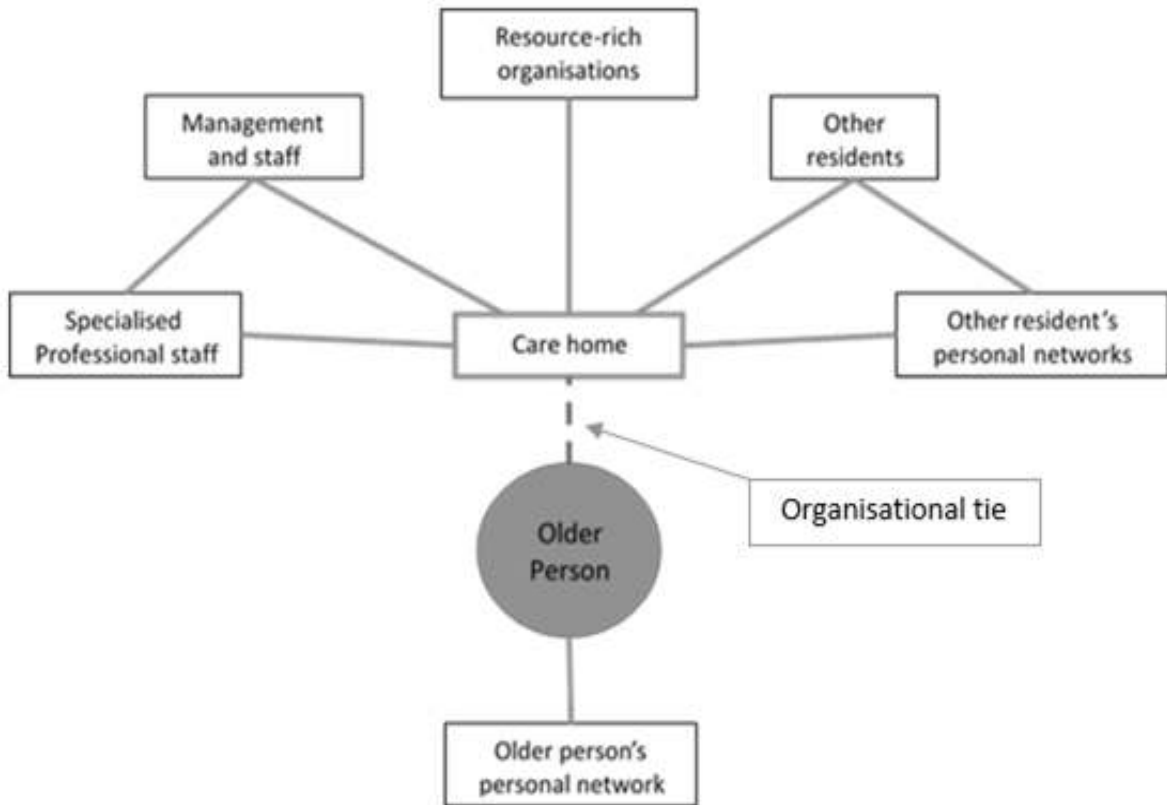 Resource-rich
organisations
Management
and staff
Other
residents
Specialised
Professional staff
Care home
Other resident's
personal networks
Organisational tie
Older
Person
Older person's
personal network